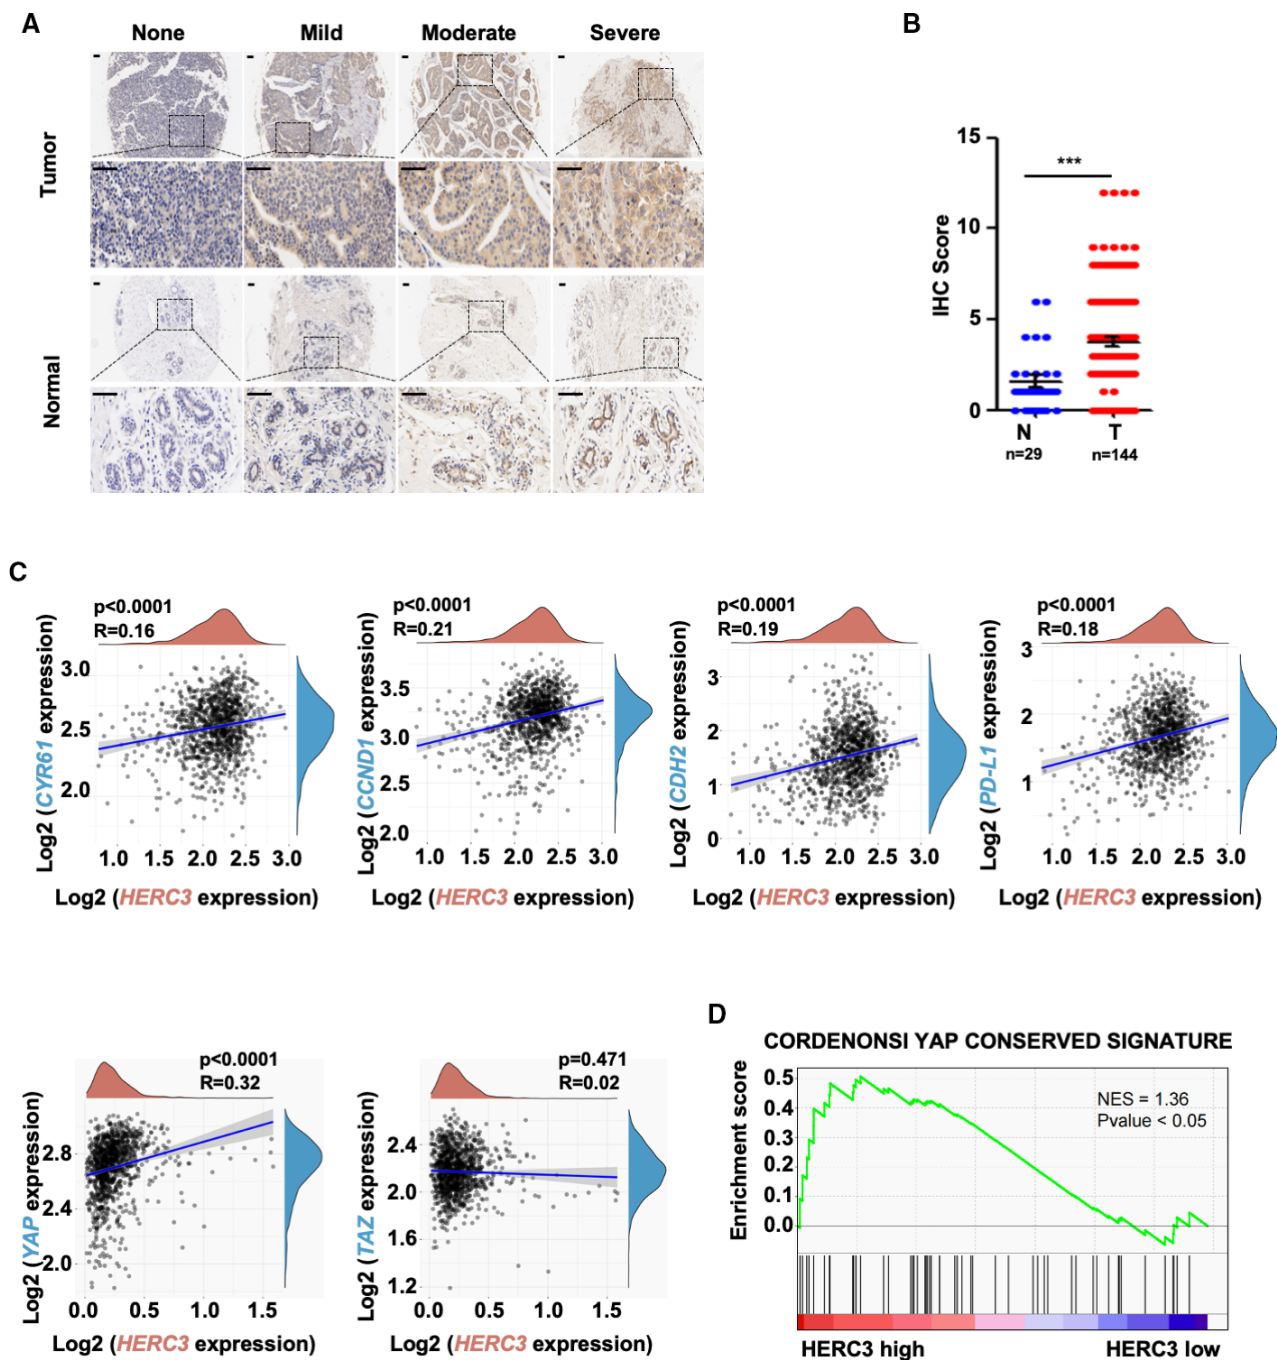 A
None Mild Moderate Severe
Tumor
Normal
B
IHC Score
15
10
5
0
***
N T
n=29 n=144
C
p<0.0001
R=0.16
Log2 (CYR61 expression)
3.0
2.5
2.0
1.0 1.5 2.0 2.5 3.0
Log2 (HERC3 expression)
p<0.0001
R=0.21
Log2 (CCND1 expression)
3.5
3.0
2.5
2.0
1.0 1.5 2.0 2.5 3.0
Log2 (HERC3 expression)
p<0.0001
R=0.19
Log2 (CDH2 expression)
3
2
1
0
1.0 1.5 2.0 2.5 3.0
Log2 (HERC3 expression)
p<0.0001
R=0.18
Log2 (PD-L1 expression)
3
2
1
1.0 1.5 2.0 2.5 3.0
Log2 (HERC3 expression)
p<0.0001
R=0.32
Log2 (YAP expression)
2.8
2.4
2.0
0.0 0.5 1.0 1.5
Log2 (HERC3 expression)
p=0.471
R=0.02
Log2 (TAZ expression)
2.4
2.0
1.6
1.2
0.0 0.5 1.0 1.5
Log2 (HERC3 expression)
D
CORDENONSI YAP CONSERVED SIGNATURE
Enrichment score
0.5
0.4
0.3
0.2
0.1
0.0
NES = 1.36
Pvalue < 0.05
HERC3 high HERC3 low